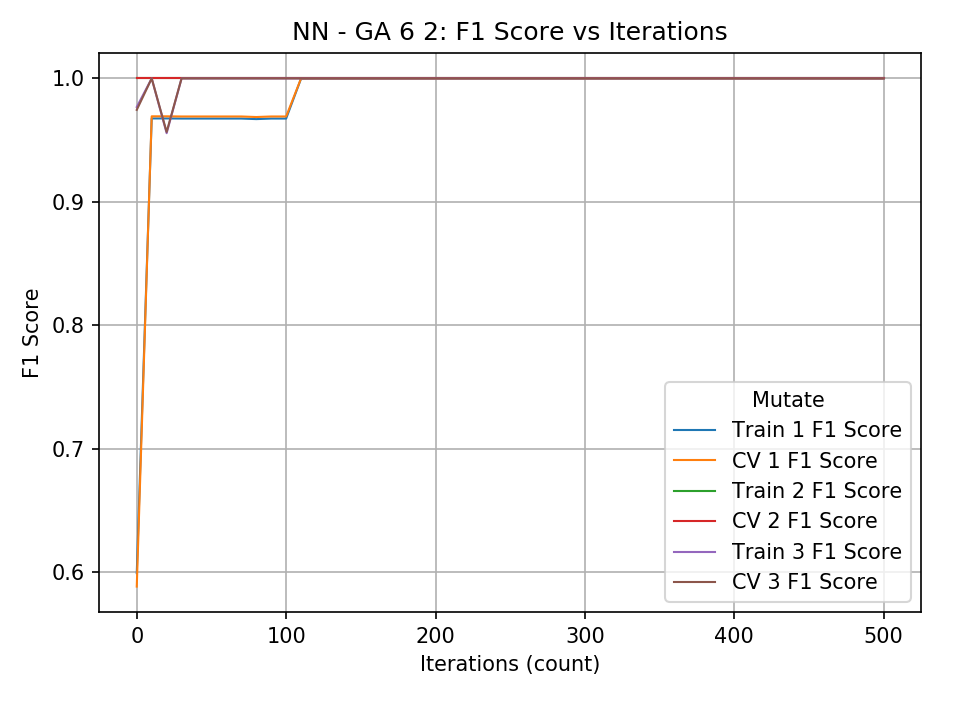 NN - GA 6 2: F1 Score vs Iterations
1.0
0.9
0.8
0.7
0.6
F1 Score
Mutate
Train 1 F1 Score
CV 1 F1 Score
Train 2 F1 Score
CV 2 F1 Score
Train 3 F1 Score
CV 3 F1 Score
0 100 200 300 400 500
Iterations (count)